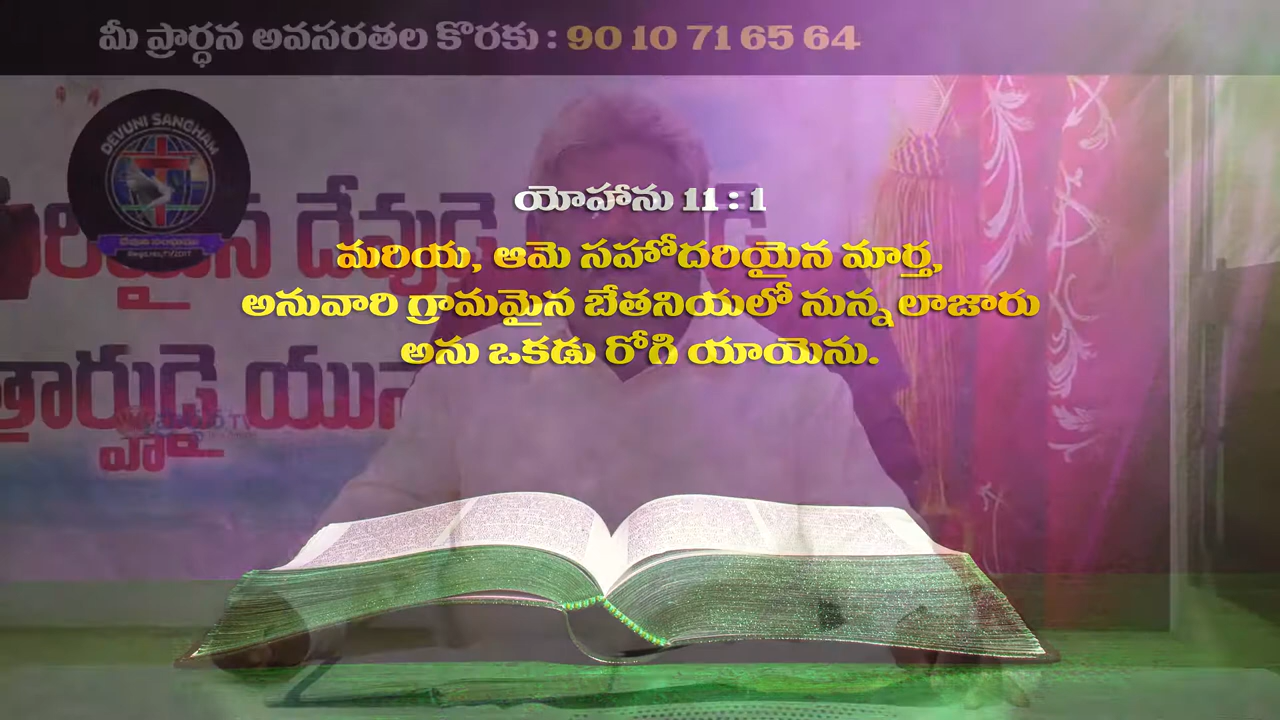 మీ ప్రార్ధన అవసరతల కొరకు : 90 10 71 65 64
DEVUNI SANGHAM
దేవుని సంఘము
యోహాను 11 : 1
మరియ, ఆమె సహోదరియైన మార్త,
అనువారి గ్రామమైన బేతనియలో నున్న లాజారు
అను ఒకడు రోగి యాయెను.
దేవుడై
యున